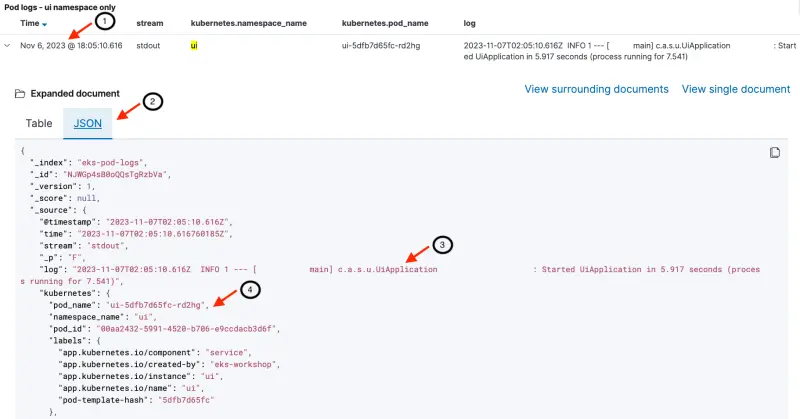 Pod logs - ui namespace only
1
Time stream kubernetes.namespace_name kubernetes.pod_name log
Nov 6, 2023 @ 18:05:10.616 stdout ui ui-5dfb7d65fc-rd2hg 2023-11-07T02:05:10.616Z INFO 1 --- [ main] c.a.s.u.UiApplication : Start
ed UiApplication in 5.917 seconds (process running for 7.541)
Expanded document
View surrounding documents View single document
2
Table JSON
{
"_index": "eks-pod-logs",
"_id": "NJWGp4sB0oQQsTgRzbVa",
"_version": 1,
"_score": null,
"_source": {
"@timestamp": "2023-11-07T02:05:10.616Z",
"time": "2023-11-07T02:05:10.616760185Z",
"stream": "stdout",
"_p": "F",
3
"log": "2023-11-07T02:05:10.616Z INFO 1 --- [ main] c.a.s.u.UiApplication : Started UiApplication in 5.917 seconds (proces
s running for 7.541)",
"kubernetes": {
4
"pod_name": "ui-5dfb7d65fc-rd2hg",
"namespace_name": "ui",
"pod_id": "00aa2432-5991-4520-b706-e9ccdacb3d6f",
"labels": {
"app.kubernetes.io/component": "service",
"app.kubernetes.io/created-by": "eks-workshop",
"app.kubernetes.io/instance": "ui",
"app.kubernetes.io/name": "ui",
"pod-template-hash": "5dfb7d65fc"
},